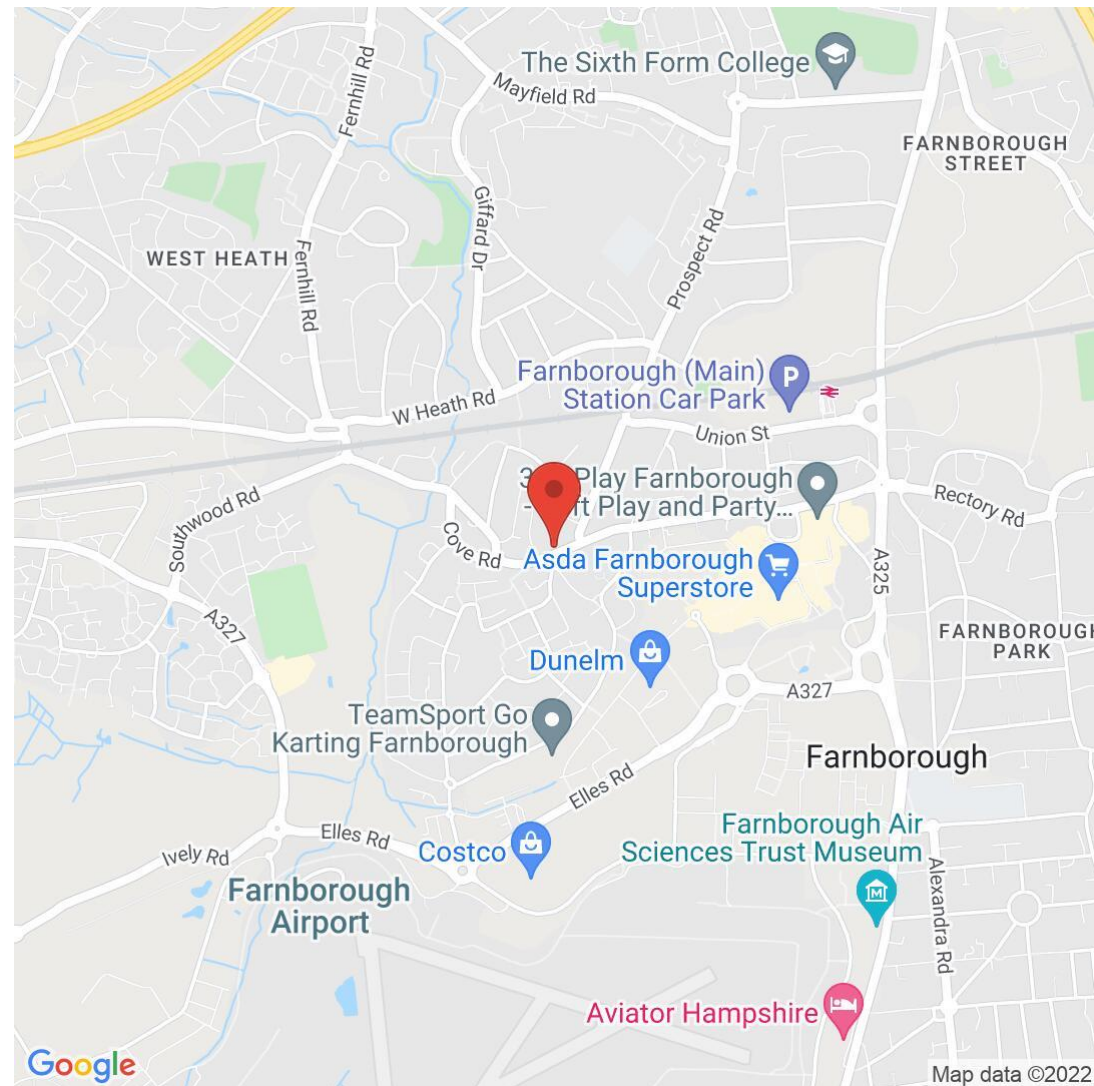 The Sixth Form College
Mayfield Rd
Fernhill Rd
FARNBOROUGH
STREET
Giffard Dr
Prospect Rd
WEST HEATH
Fernhill Rd
Farnborough (Main)
Station Car Park
P
W Heath Rd
Union St
Play Farnborough
Play and Party...
Rectory Rd
Southwood Rd
Cove Rd
Asda Farnborough
Superstore
A325
A327
FARNBOROUGH
PARK
Dunelm
A327
TeamSport Go
Karting Farnborough
Farnborough
Elles Rd
Elles Rd
Costco
Farnborough Air
Sciences Trust Museum
M
Ively Rd
Alexandra Rd
Farnborough
Airport
Aviator Hampshire
Google
Map data ©2022